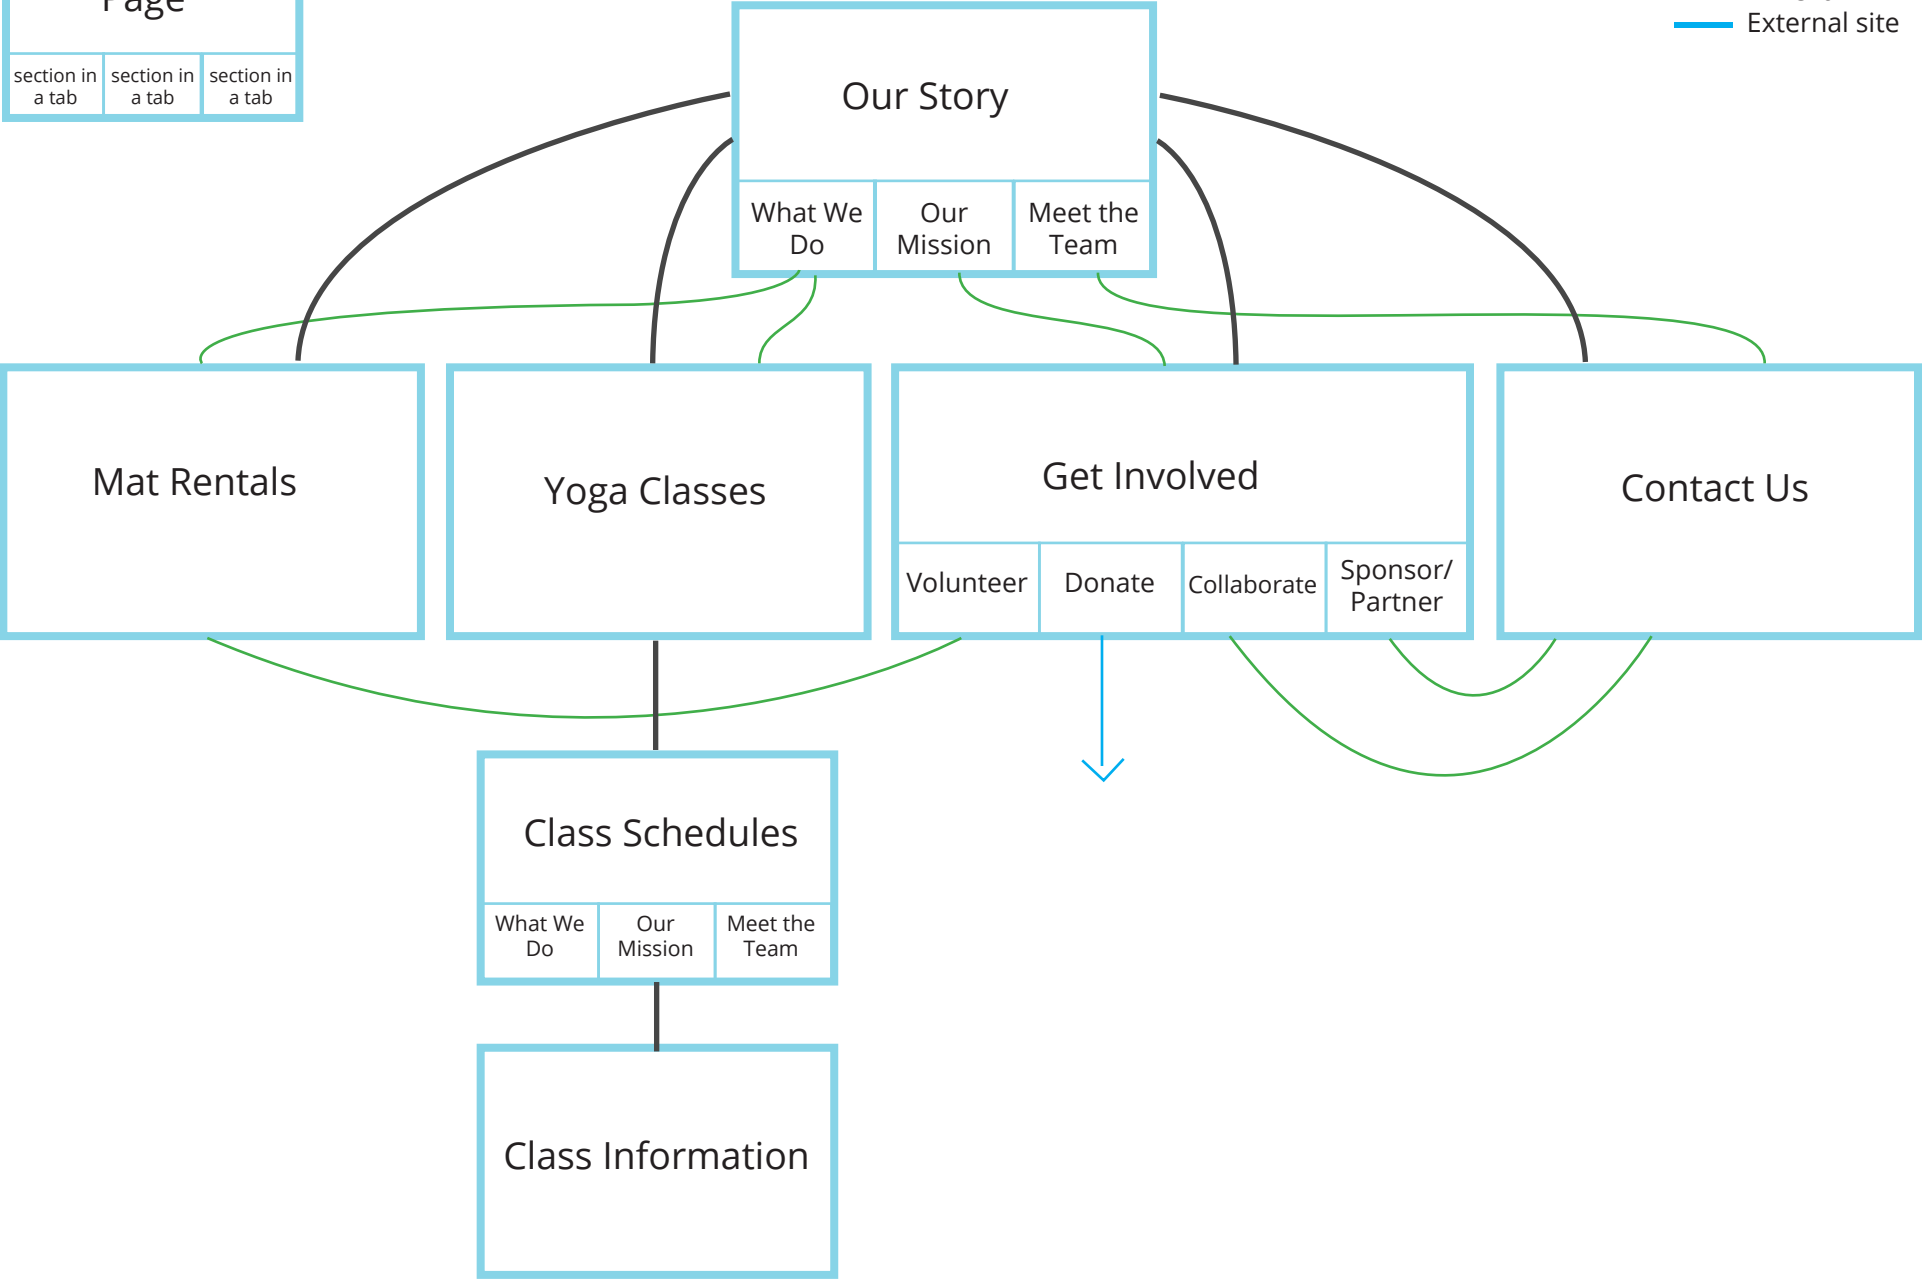 Page
External site
section in
a tab
section in
a tab
section in
a tab
Our Story
What We
Do
Our
Mission
Meet the
Team
Mat Rentals
Yoga Classes
Get Involved
Contact Us
Volunteer
Donate
Collaborate
Sponsor/
Partner
Class Schedules
What We
Do
Our
Mission
Meet the
Team
Class Information